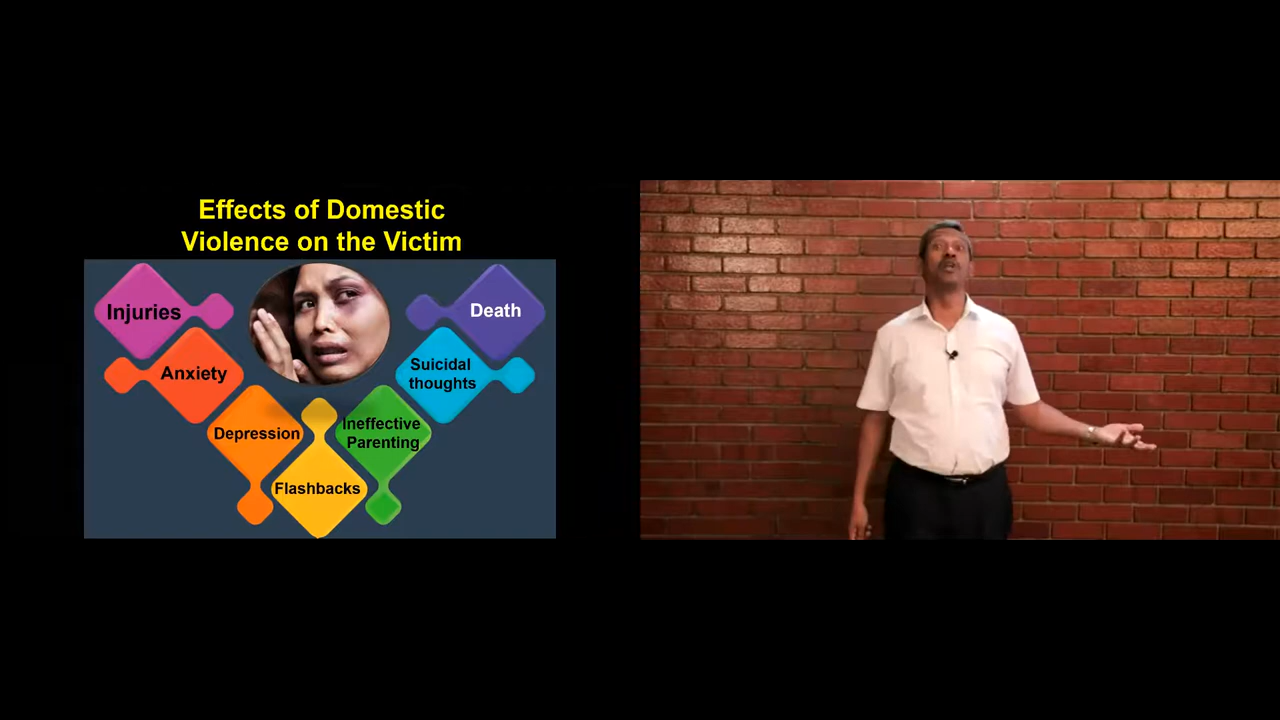 Effects of Domestic
Violence on the Victim
Injuries
Death
Anxiety
Suicidal
thoughts
Depression
Ineffective
Parenting
Flashbacks